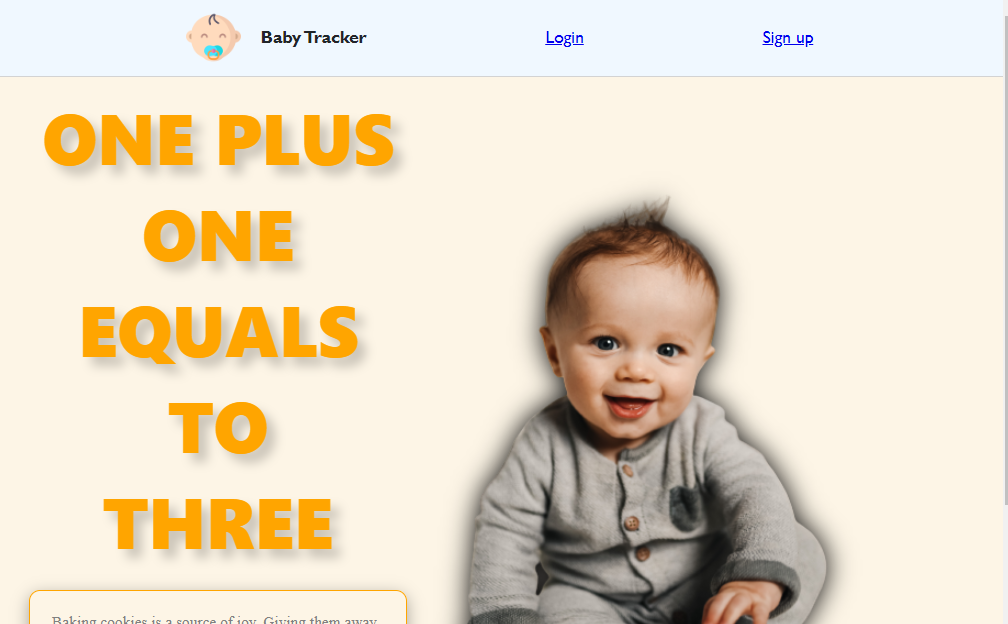 Baby Tracker
Login
Sign up
ONE PLUS
ONE
EQUALS
TO
THREE
Baking cookies is a source of joy. Giving them away